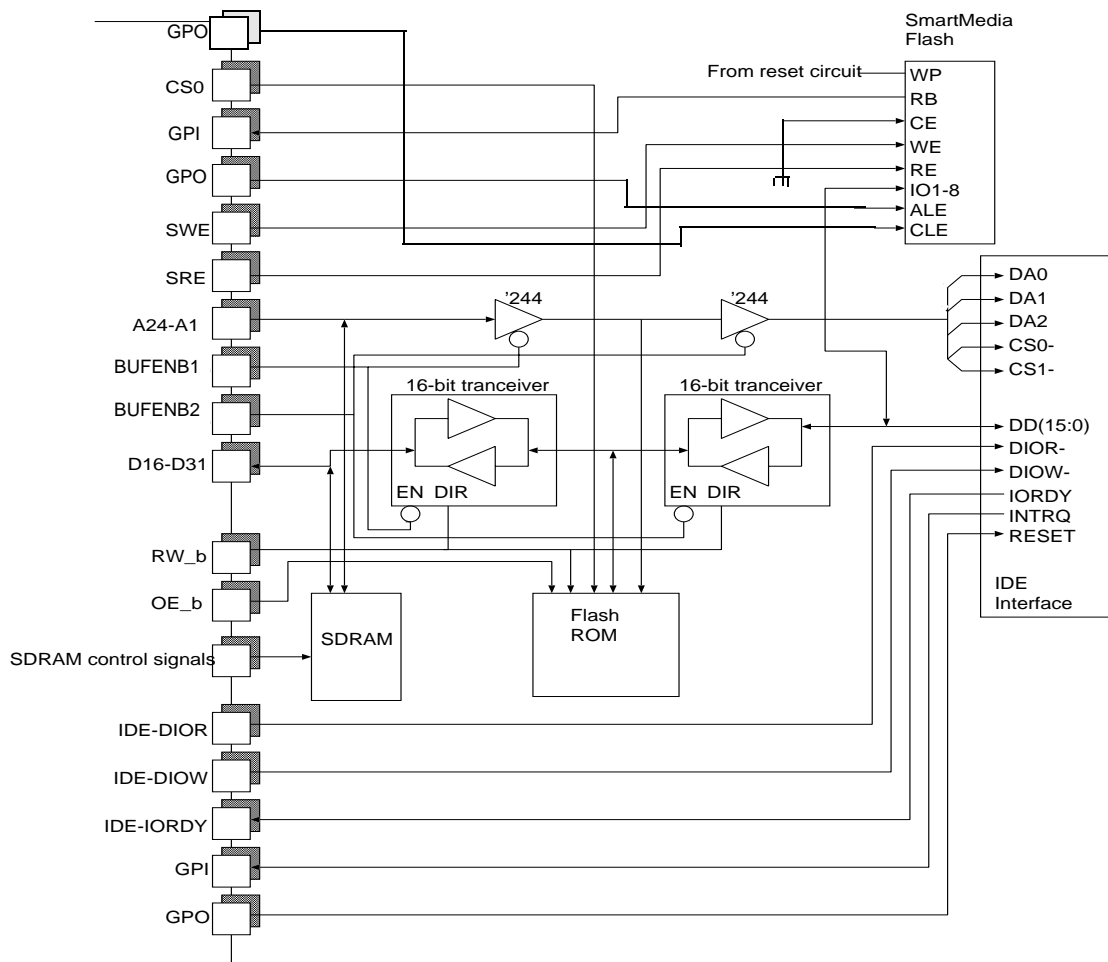 GPO
CS0
GPI
GPO
SWE
SRE
A24-A1
BUFENB1
BUFENB2
D16-D31
RW_b
OE_b
SDRAM control signals
IDE-DIOR
IDE-DIOW
IDE-IORDY
GPI
GPO
SmartMedia
Flash
From reset circuit
WP
RB
CE
WE
RE
IO1-8
ALE
CLE
’244
’244
16-bit tranceiver
EN DIR
16-bit tranceiver
EN DIR
SDRAM
Flash
ROM
DA0
DA1
DA2
CS0-
CS1-
DD(15:0)
DIOR-
DIOW-
IORDY
INTRQ
RESET
IDE
Interface